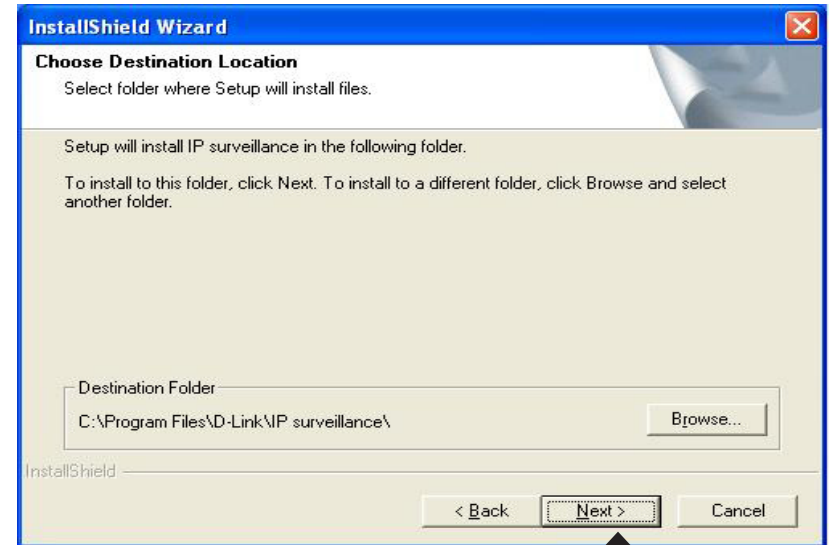 InstallShield Wizard
Choose Destination Location
Select folder where Setup will install files.
Setup will install IP surveillance in the following folder.
To install to this folder, click Next. To install to a different folder, click Browse and select
another folder.
Destination Folder
C:\Program Files\D-Link\IP surveillance\
Browse...
InstallShield
< Back
Next >
Cancel